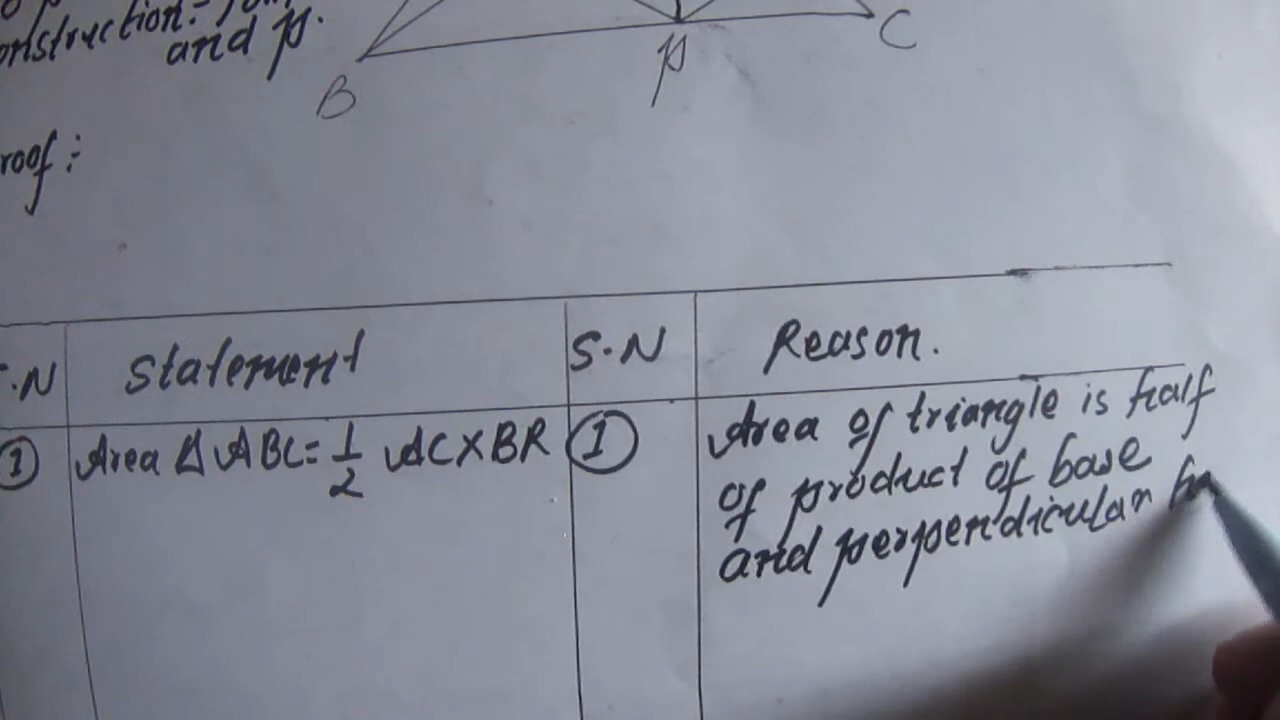 onstruction:-
and p.
B
p
C
roof :
.N Statement S.N Reason.
1 Area Δ ABC = 1/2 AC×BR 1 Area of triangle is half
of product of base
and perpendicular